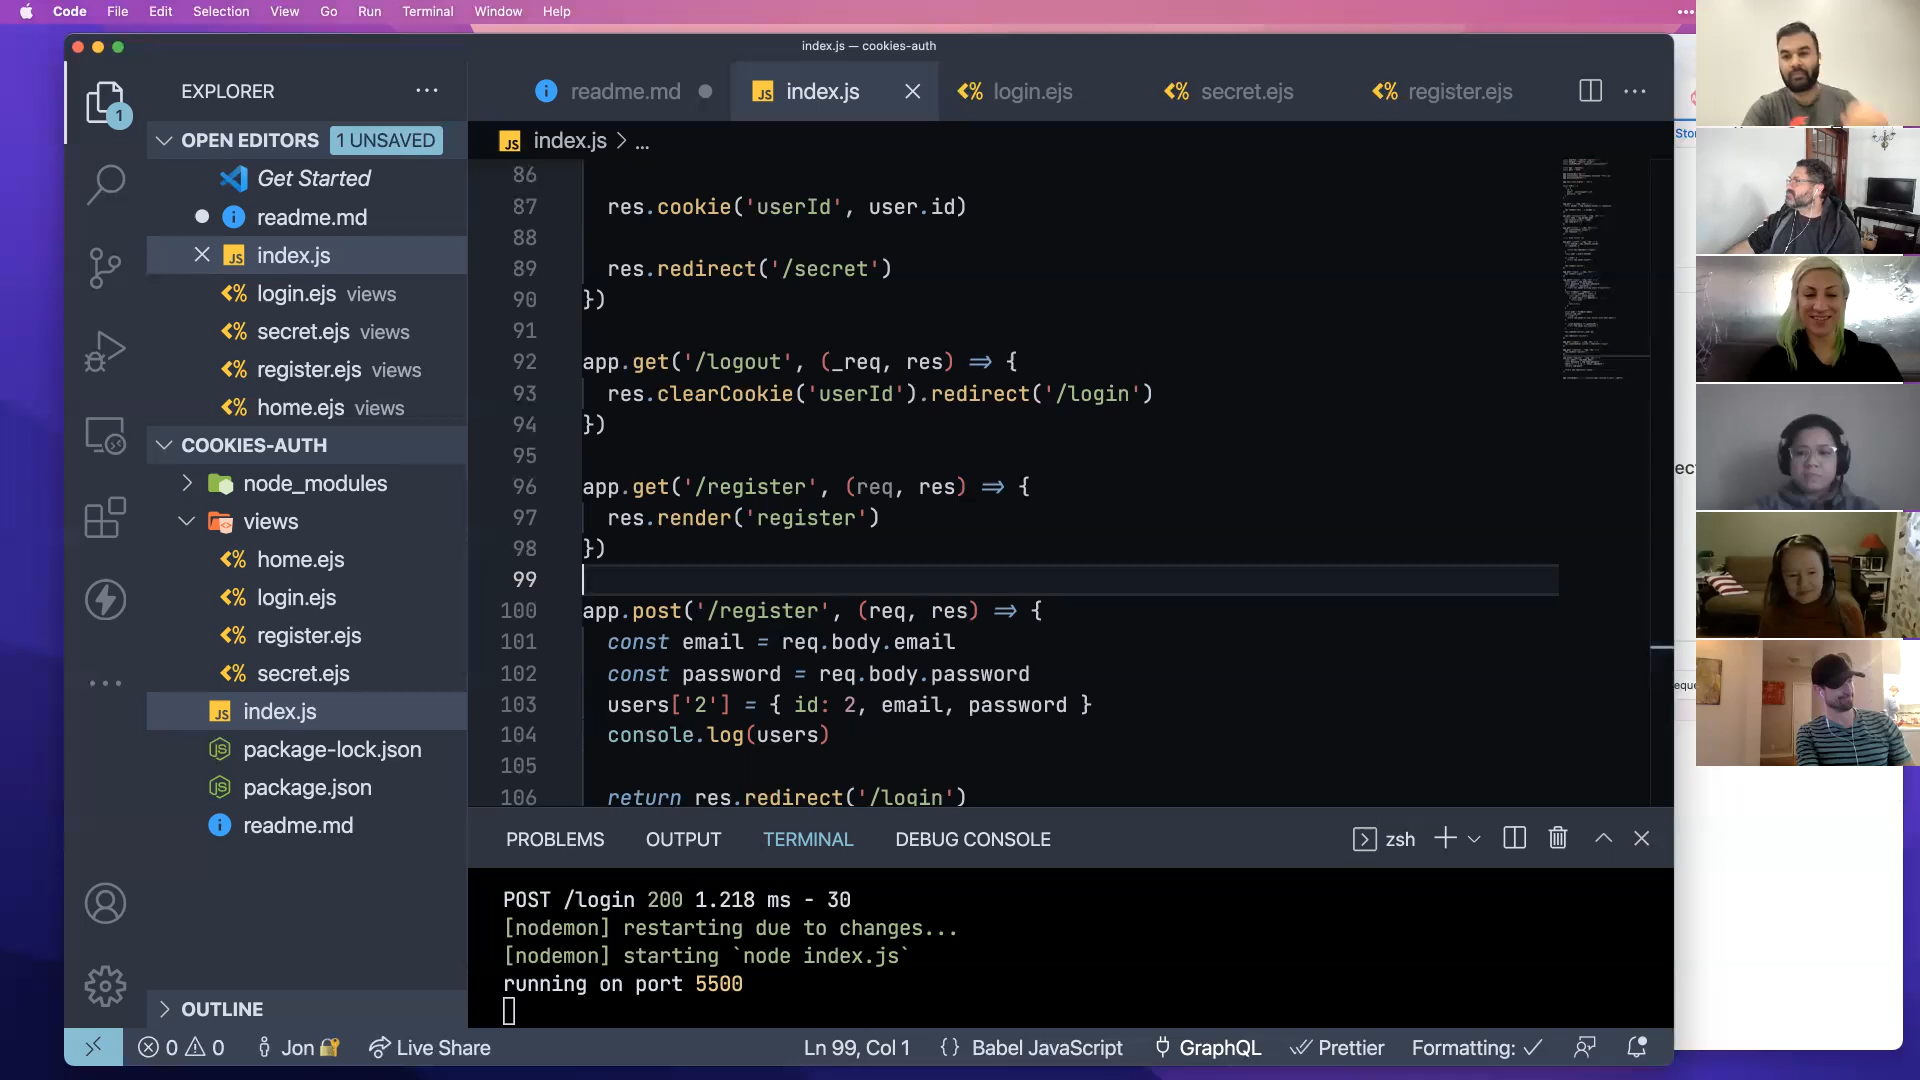 Code File Edit Selection View Go Run Terminal Window Help
index.js — cookies-auth
EXPLORER
1
OPEN EDITORS 1 UNSAVED
Get Started
readme.md
index.js
login.ejs views
secret.ejs views
register.ejs views
home.ejs views
COOKIES-AUTH
node_modules
views
home.ejs
login.ejs
register.ejs
secret.ejs
index.js
package-lock.json
package.json
readme.md
OUTLINE
readme.md index.js login.ejs secret.ejs register.ejs
index.js > ...
86
87 res.cookie('userId', user.id)
88
89 res.redirect('/secret')
90 })
91
92 app.get('/logout', (_req, res) => {
93 res.clearCookie('userId').redirect('/login')
94 })
95
96 app.get('/register', (req, res) => {
97 res.render('register')
98 })
99
100 app.post('/register', (req, res) => {
101 const email = req.body.email
102 const password = req.body.password
103 users['2'] = { id: 2, email, password }
104 console.log(users)
105
106 return res.redirect('/login')
PROBLEMS OUTPUT TERMINAL DEBUG CONSOLE zsh
POST /login 200 1.218 ms - 30
[nodemon] restarting due to changes...
[nodemon] starting `node index.js`
running on port 5500
0 0 Jon Live Share Ln 99, Col 1 {} Babel JavaScript GraphQL Prettier Formatting: ✓